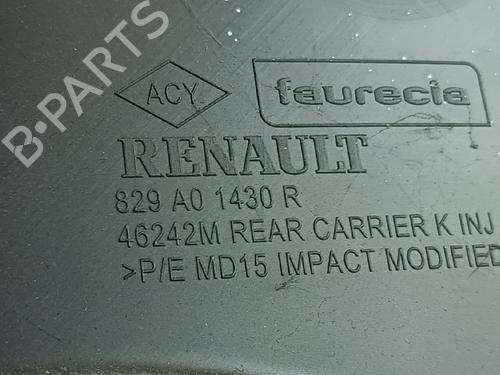 B·PARTS
ACY faurecia
RENAULT
829 A0 1430 R
46242M REAR CARRIER K INJ
>P/E MD15 IMPACT MODIFIED